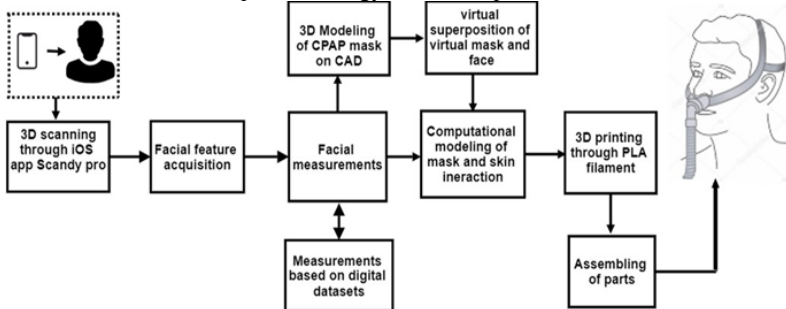 3D Modeling
of CPAP mask
on CAD
virtual
superposition of
virtual mask and
face
3D scanning
through iOS
app Scandy pro
Facial feature
acquisition
Facial
measurements
Computational
modeling of
mask and skin
ineraction
3D printing
through PLA
filament
Measurements
based on digital
datasets
Assembling
of parts